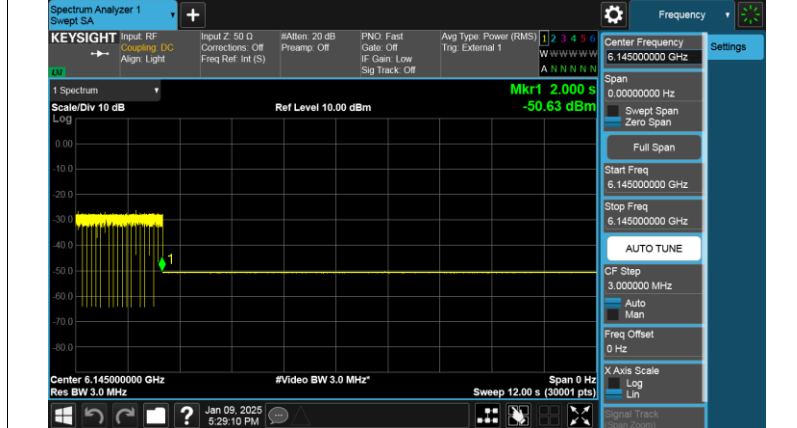 Spectrum Analyzer 1
Swept SA
+
Frequency
KEYSIGHT
Input: RF
Coupling: DC
Align: Light
Input Z: 50 Ω
Corrections: Off
Freq Ref: Int (S)
#Atten: 20 dB
Preamp: Off
PNO: Fast
Gate: Off
IF Gain: Low
Sig Track: Off
Avg Type: Power (RMS)
Trig: External 1
1 2 3 4 5 6
W W W W W W
A N N N N N
LXI
1 Spectrum
Scale/Div 10 dB
Ref Level 10.00 dBm
Mkr1 2.000 s
-50.63 dBm
Log
0.00
-10.0
-20.0
-30.0
-40.0
-50.0
-60.0
-70.0
-80.0
1
Center 6.145000000 GHz
#Video BW 3.0 MHz*
Span 0 Hz
Res BW 3.0 MHz
Sweep 12.00 s (30001 pts)
?
Jan 09, 2025
5:29:10 PM
Center Frequency
6.145000000 GHz
Settings
Span
0.00000000 Hz
Swept Span
Zero Span
Full Span
Start Freq
6.145000000 GHz
Stop Freq
6.145000000 GHz
AUTO TUNE
CF Step
3.000000 MHz
Auto
Man
Freq Offset
0 Hz
X Axis Scale
Log
Lin
Signal Track
(Span Zoom)